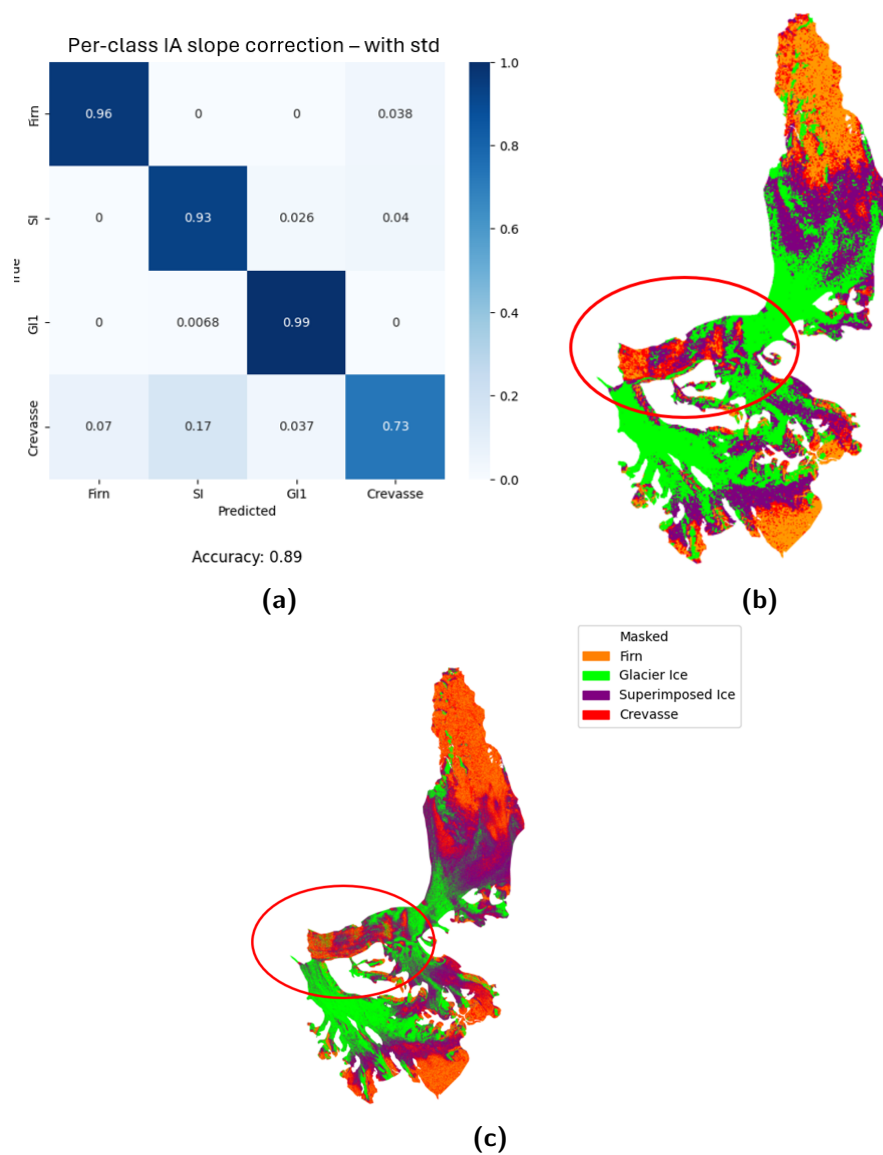 Per-class IA slope correction – with std
1.0
Firn
0.96
0
0
0.038
0.8
SI
0
0.93
0.026
0.04
0.6
GI1
0
0.0068
0.99
0
0.4
Crevasse
0.07
0.17
0.037
0.73
0.2
0.0
Firn
SI
GI1
Crevasse
Predicted
Accuracy: 0.89
(a)
(b)
Masked
Firn
Glacier Ice
Superimposed Ice
Crevasse
(c)